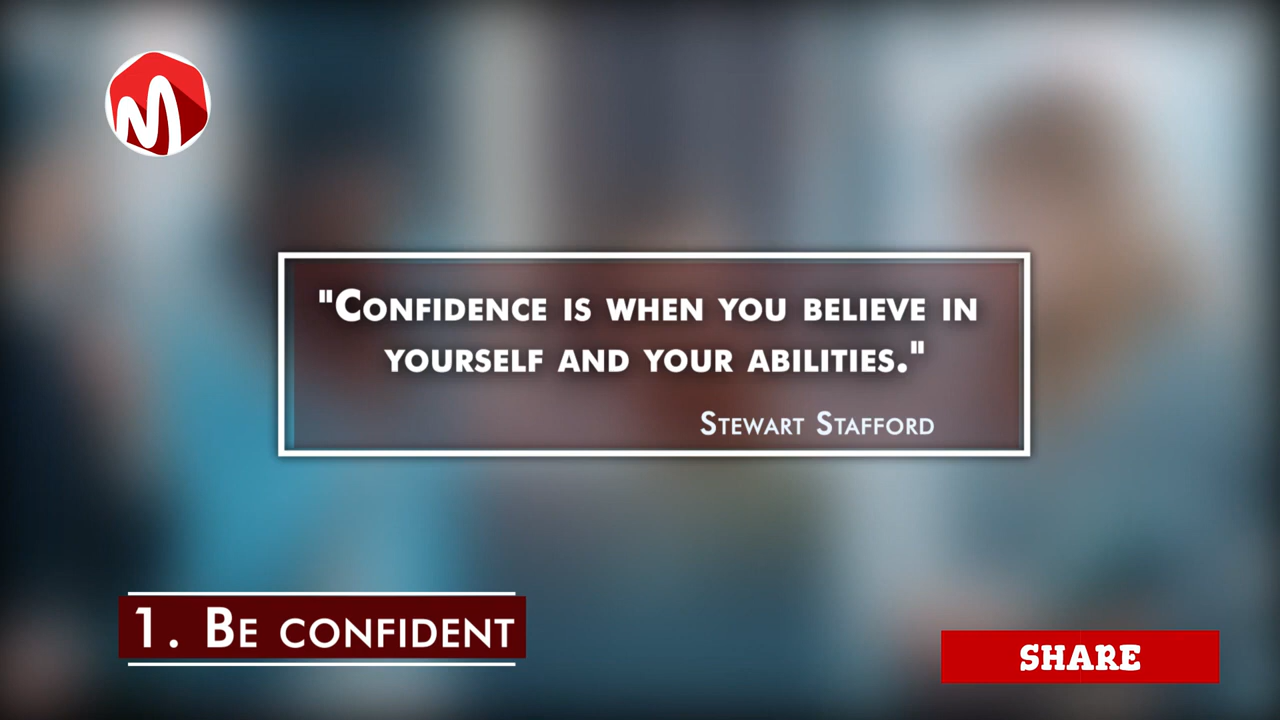 "Confidence is when you believe in
yourself and your abilities."
Stewart Stafford
1. Be confident
SHARE